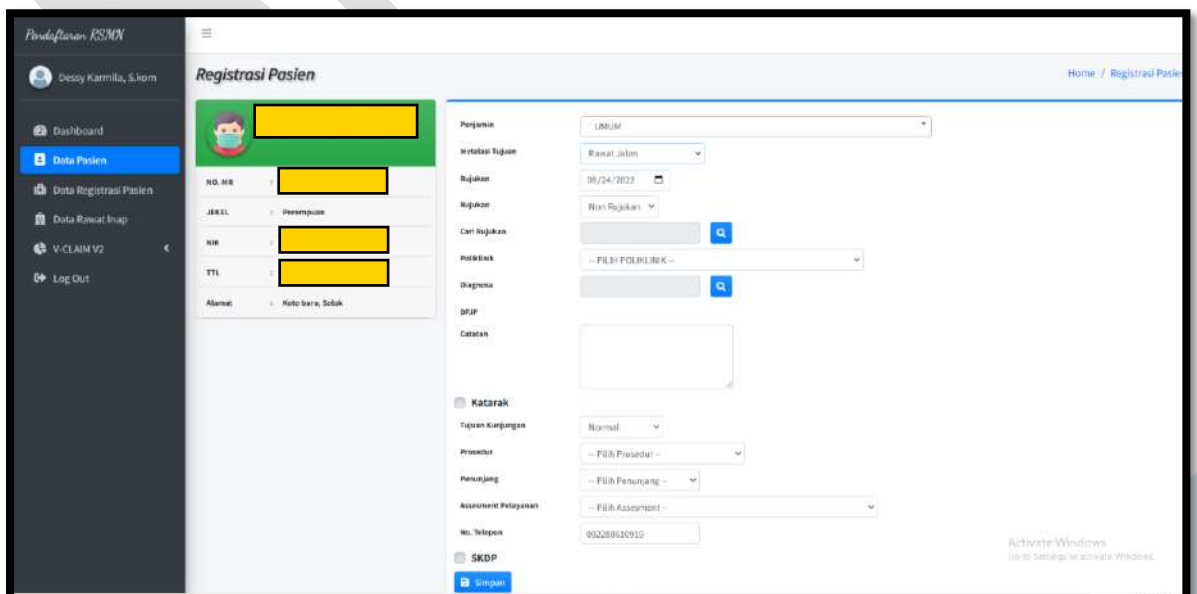 Pendaftaran RSMN
Dessy Karmila, S.kom
Dashboard
Data Pasien
Data Registrasi Pasien
Data Rawat Inap
V-CLAIM V2
Log Out
Registrasi Pasien
Home / Registrasi Pasie
NO. MR :
JEKEL : Perempuan
NIK :
TTL :
Alamat : Koto baru, Solok
Penjamin UMUM
Instalasi Tujuan Rawat Jalan
Rujukan 08/24/2022
Rujukan Non Rujukan
Cari Rujukan
Poliklinik -- PILIH POLIKLINIK --
Diagnosa
DPJP
Catatan
Katarak
Tujuan Kunjungan Normal
Prosedur -- Pilih Prosedur --
Penunjang -- Pilih Penunjang --
Assesment Pelayanan -- Pilih Assesment --
No. Telepon
SKDP
Simpan
Activate Windows
Go to Settings to activate Windows.